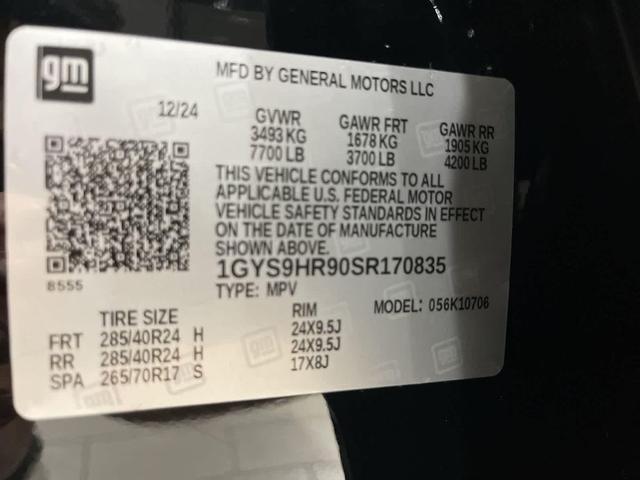 gm
MFD BY GENERAL MOTORS LLC
12/24 GVWR GAWR FRT GAWR RR
3493 KG 1678 KG 1905 KG
7700 LB 3700 LB 4200 LB
THIS VEHICLE CONFORMS TO ALL
APPLICABLE U.S. FEDERAL MOTOR
VEHICLE SAFETY STANDARDS IN EFFECT
ON THE DATE OF MANUFACTURE
SHOWN ABOVE.
1GYS9HR90SR170835
8555
TYPE: MPV
MODEL: 056K10706
TIRE SIZE RIM
FRT 285/40R24 H 24X9.5J
RR 285/40R24 H 24X9.5J
SPA 265/70R17 S 17X8J